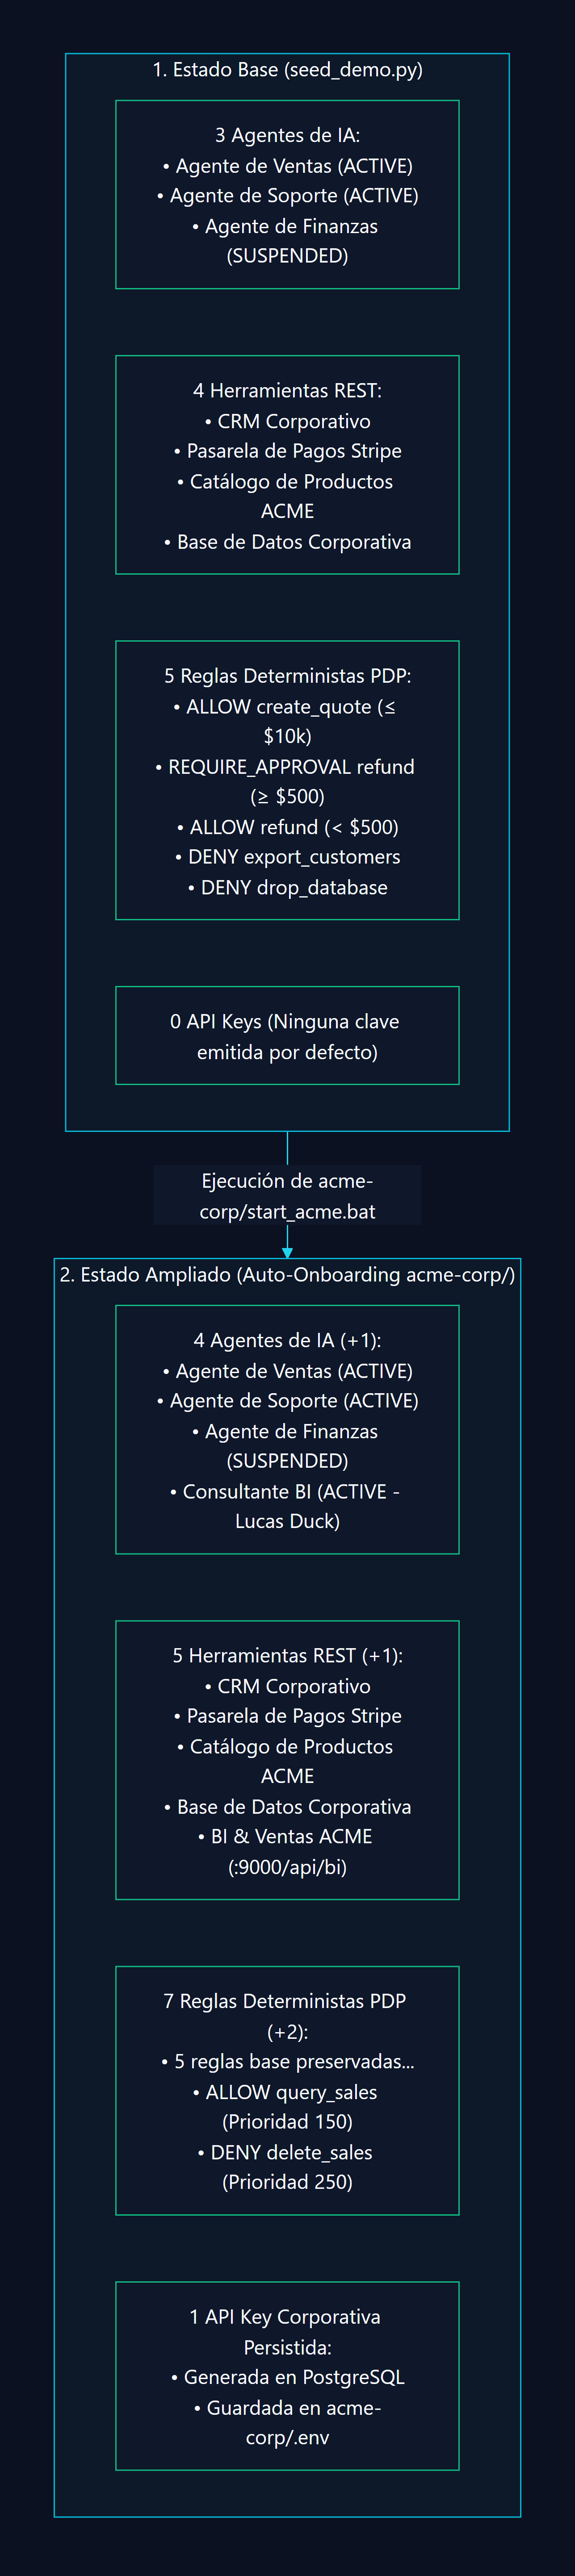 1. Estado Base (seed_demo.py)
3 Agentes de IA:
• Agente de Ventas (ACTIVE)
• Agente de Soporte (ACTIVE)
• Agente de Finanzas
(SUSPENDED)
4 Herramientas REST:
• CRM Corporativo
• Pasarela de Pagos Stripe
• Catálogo de Productos
ACME
• Base de Datos Corporativa
5 Reglas Deterministas PDP:
• ALLOW create_quote (≤
$10k)
• REQUIRE_APPROVAL refund
(≥ $500)
• ALLOW refund (< $500)
• DENY export_customers
• DENY drop_database
0 API Keys (Ninguna clave
emitida por defecto)
Ejecución de acme-
corp/start_acme.bat
2. Estado Ampliado (Auto-Onboarding acme-corp/)
4 Agentes de IA (+1):
• Agente de Ventas (ACTIVE)
• Agente de Soporte (ACTIVE)
• Agente de Finanzas
(SUSPENDED)
• Consultante BI (ACTIVE -
Lucas Duck)
5 Herramientas REST (+1):
• CRM Corporativo
• Pasarela de Pagos Stripe
• Catálogo de Productos
ACME
• Base de Datos Corporativa
• BI & Ventas ACME
(:9000/api/bi)
7 Reglas Deterministas PDP
(+2):
• 5 reglas base preservadas...
• ALLOW query_sales
(Prioridad 150)
• DENY delete_sales
(Prioridad 250)
1 API Key Corporativa
Persistida:
• Generada en PostgreSQL
• Guardada en acme-
corp/.env